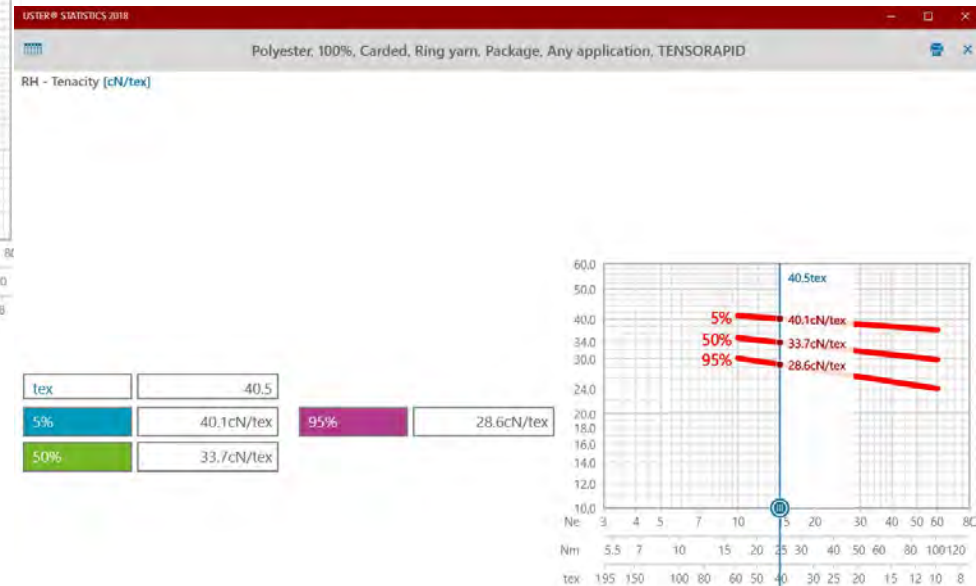 USTER® STATISTICS 2018
Polyester, 100%, Carded, Ring yarn, Package, Any application, TENSORAPID
RH - Tenacity [cN/tex]
tex 40.5
5% 40.1cN/tex 95% 28.6cN/tex
50% 33.7cN/tex
60.0
40.5tex
50.0
40.0 5% 40.1cN/tex
34.0 50% 33.7cN/tex
30.0 95% 28.6cN/tex
24.0
20.0
18.0
16.0
14.0
12.0
10.0
Ne 3 4 5 7 10 15 20 30 40 50 60 80
Nm 5.5 7 10 15 20 25 30 40 50 60 80 100 120
tex 195 150 100 80 60 50 40 30 25 20 15 12 10 8